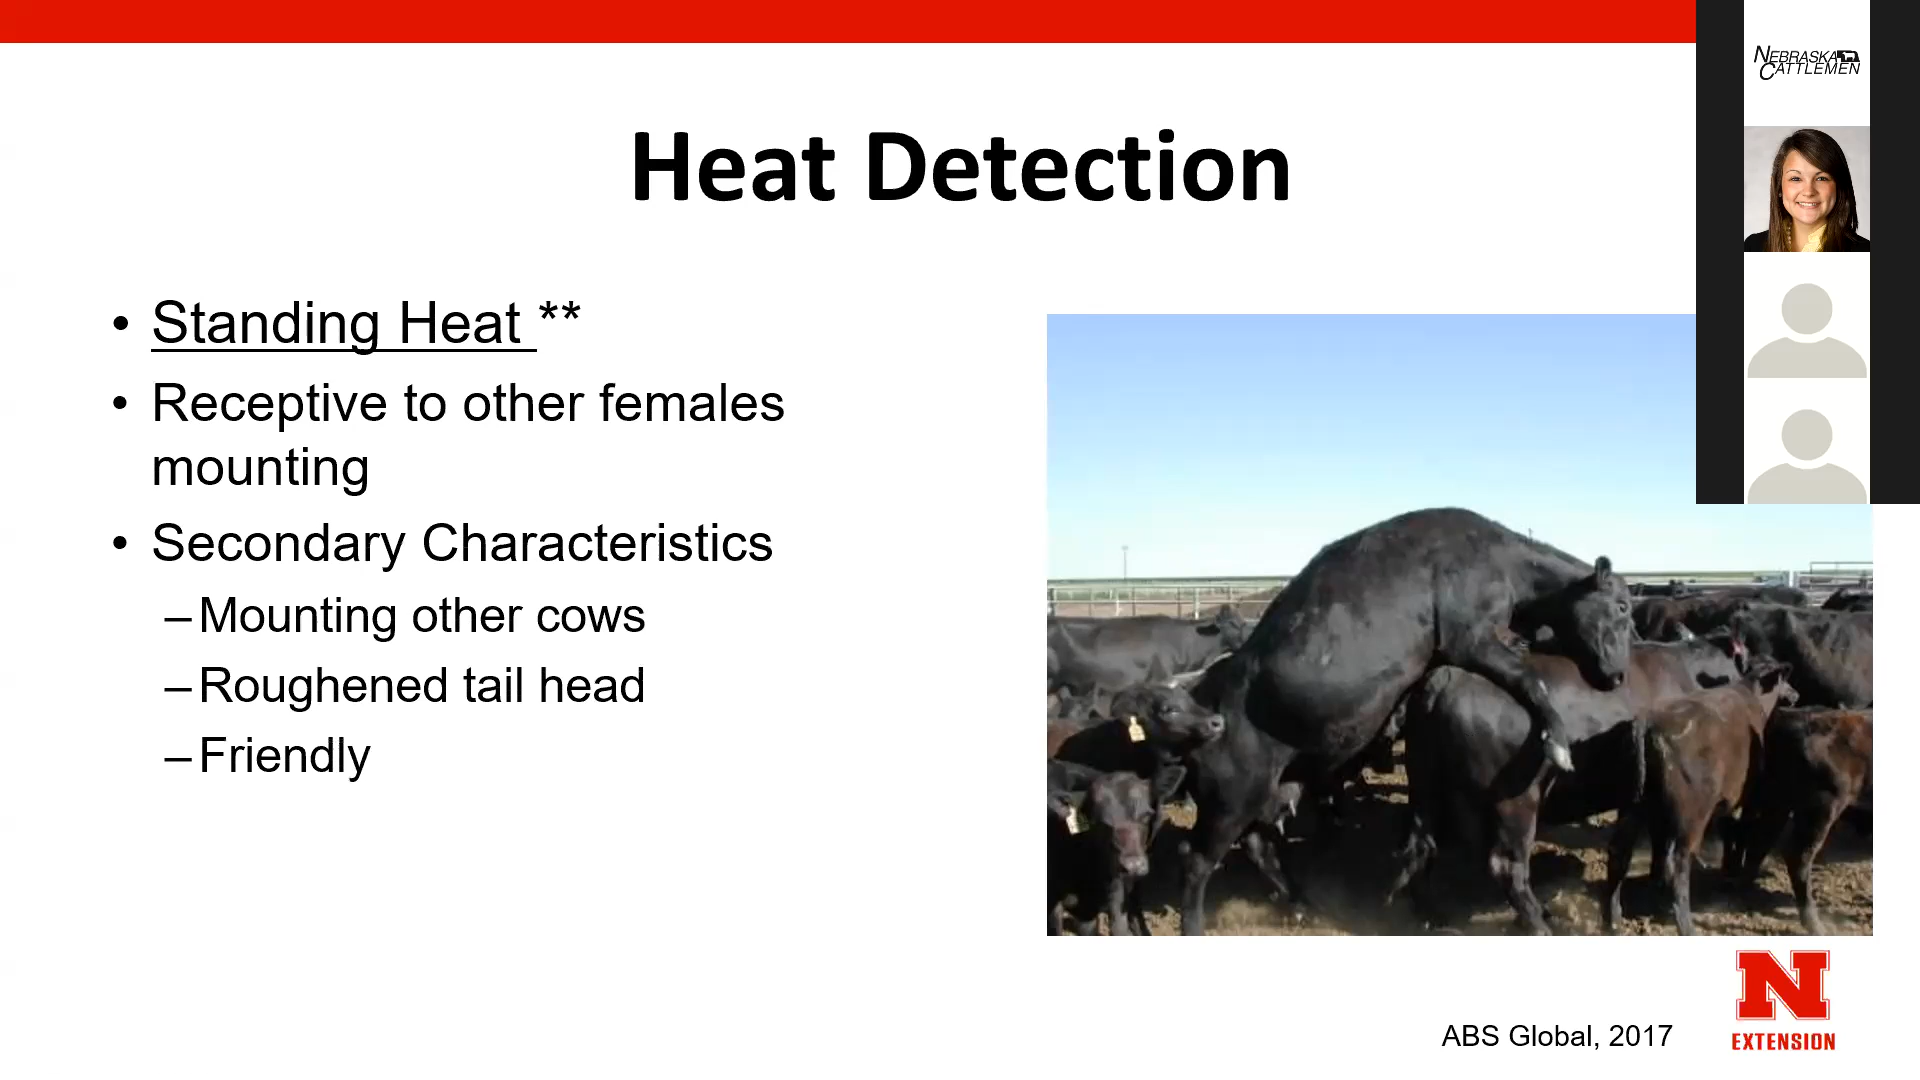 NEBRASKA
CATTLEMEN
Heat Detection
• Standing Heat **
• Receptive to other females
mounting
• Secondary Characteristics
–Mounting other cows
–Roughened tail head
–Friendly
ABS Global, 2017
N
EXTENSION